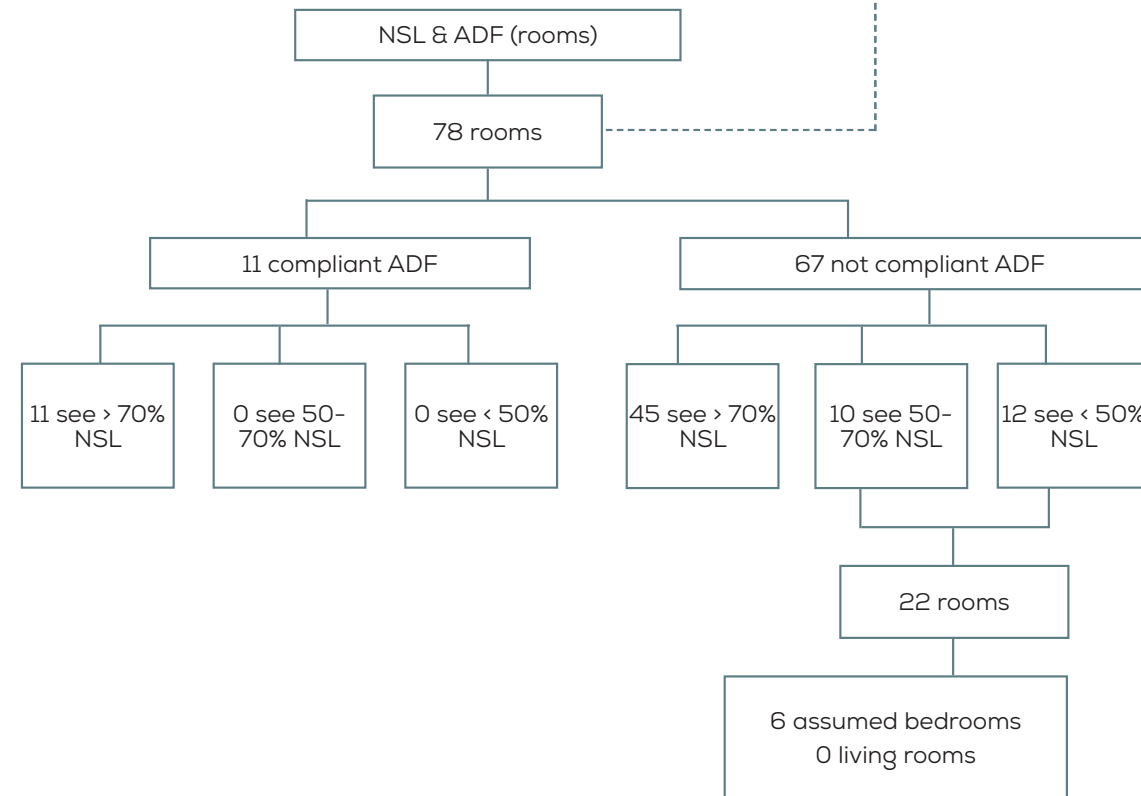 NSL & ADF (rooms)
78 rooms
11 compliant ADF
67 not compliant ADF
11 see > 70%
NSL
0 see 50-
70% NSL
0 see < 50%
NSL
45 see > 70%
NSL
10 see 50-
70% NSL
12 see < 50%
NSL
22 rooms
6 assumed bedrooms
0 living rooms